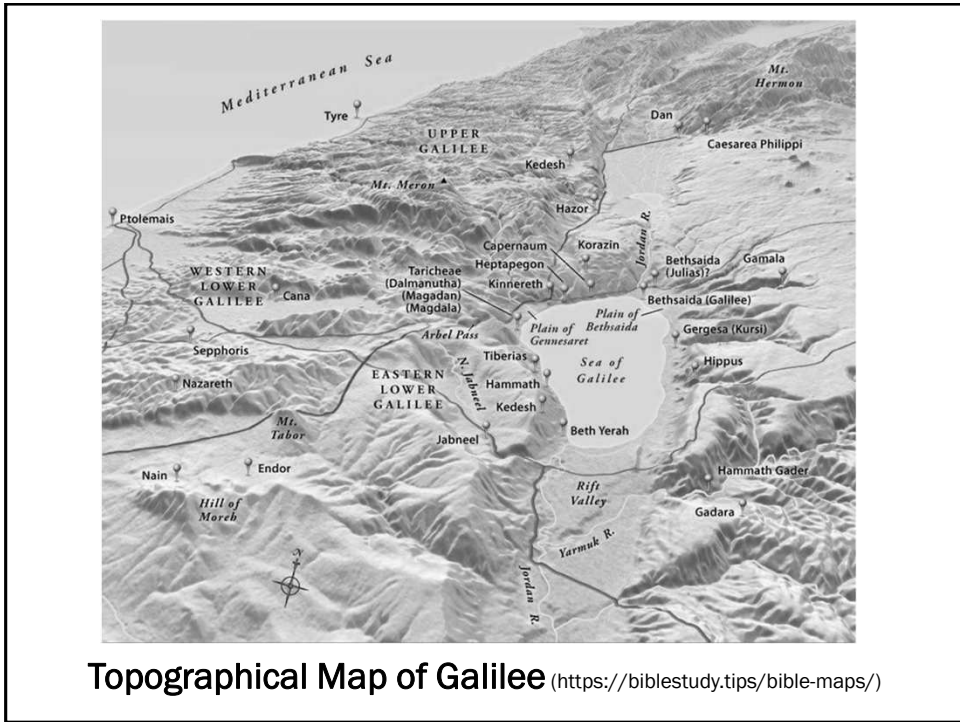 Mediterranean Sea
Mt.
Hermon
Tyre
Dan
UPPER
GALILEE
Caesarea Philippi
Kedesh
Mt. Meron
Hazor
Ptolemais
Jordan R.
Capernaum
Korazin
Heptapegon
Bethsaida
(Julias)?
Gamala
WESTERN
LOWER
GALILEE
Taricheae
(Dalmanutha)
(Magadan)
(Magdala)
Kinnereth
Cana
Bethsaida (Galilee)
Plain of
Bethsaida
Plain of
Gennesaret
Arbel Pass
Gergesa (Kursi)
Sepphoris
Tiberias
Sea of
Galilee
Hippus
Nazareth
EASTERN
LOWER
GALILEE
N. Jabneel
Hammath
Kedesh
Mt.
Tabor
Jabneel
Beth Yerah
Nain
Endor
Hammath Gader
Hill of
Moreh
Rift
Valley
Gadara
Yarmuk R.
N
Jordan R.
Topographical Map of Galilee (https://biblestudy.tips/bible-maps/)